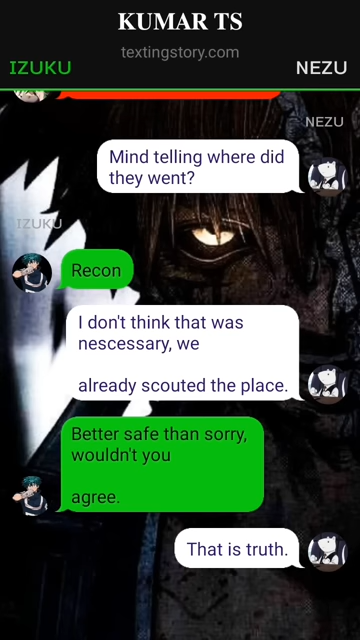 KUMAR TS
textingstory.com
IZUKU
NEZU
NEZU
Mind telling where did
they went?
IZUKU
Recon
I don't think that was
nescessary, we
already scouted the place.
Better safe than sorry,
wouldn't you
agree.
That is truth.